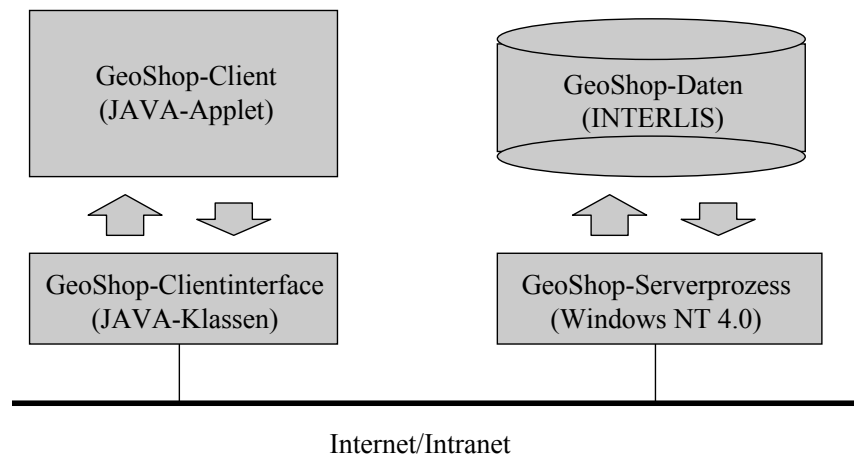 GeoShop-Client
(JAVA-Applet)
GeoShop-Daten
(INTERLIS)
GeoShop-Clientinterface
(JAVA-Klassen)
GeoShop-Serverprozess
(Windows NT 4.0)
Internet/Intranet